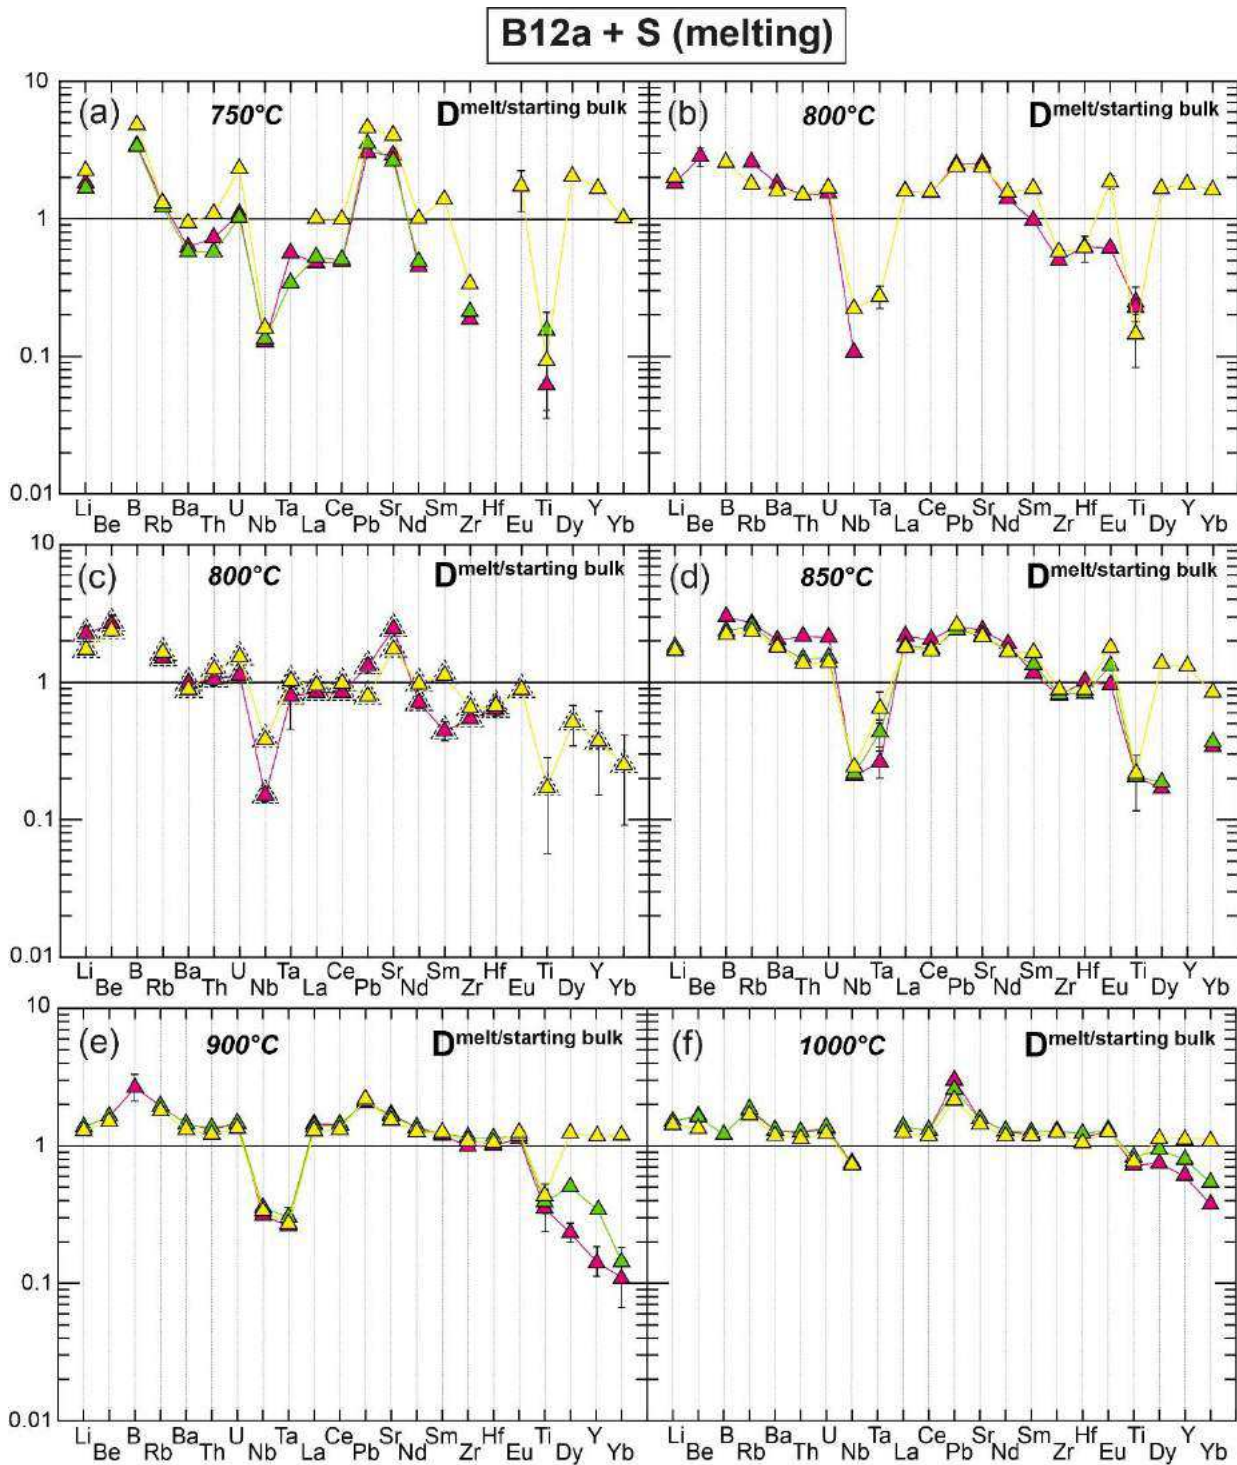 B12a + S (melting)
(a) 750°C D melt/starting bulk
(b) 800°C D melt/starting bulk
10
1
0.1
0.01
Li Be B Rb Ba Th U Nb Ta La Ce Pb Sr Nd Sm Zr Hf Eu Ti Dy Y Yb
Li Be B Rb Ba Th U Nb Ta La Ce Pb Sr Nd Sm Zr Hf Eu Ti Dy Y Yb
(c) 800°C D melt/starting bulk
(d) 850°C D melt/starting bulk
10
1
0.1
0.01
Li Be B Rb Ba Th U Nb Ta La Ce Pb Sr Nd Sm Zr Hf Eu Ti Dy Y Yb
Li Be B Rb Ba Th U Nb Ta La Ce Pb Sr Nd Sm Zr Hf Eu Ti Dy Y Yb
(e) 900°C D melt/starting bulk
(f) 1000°C D melt/starting bulk
10
1
0.1
0.01
Li Be B Rb Ba Th U Nb Ta La Ce Pb Sr Nd Sm Zr Hf Eu Ti Dy Y Yb
Li Be B Rb Ba Th U Nb Ta La Ce Pb Sr Nd Sm Zr Hf Eu Ti Dy Y Yb